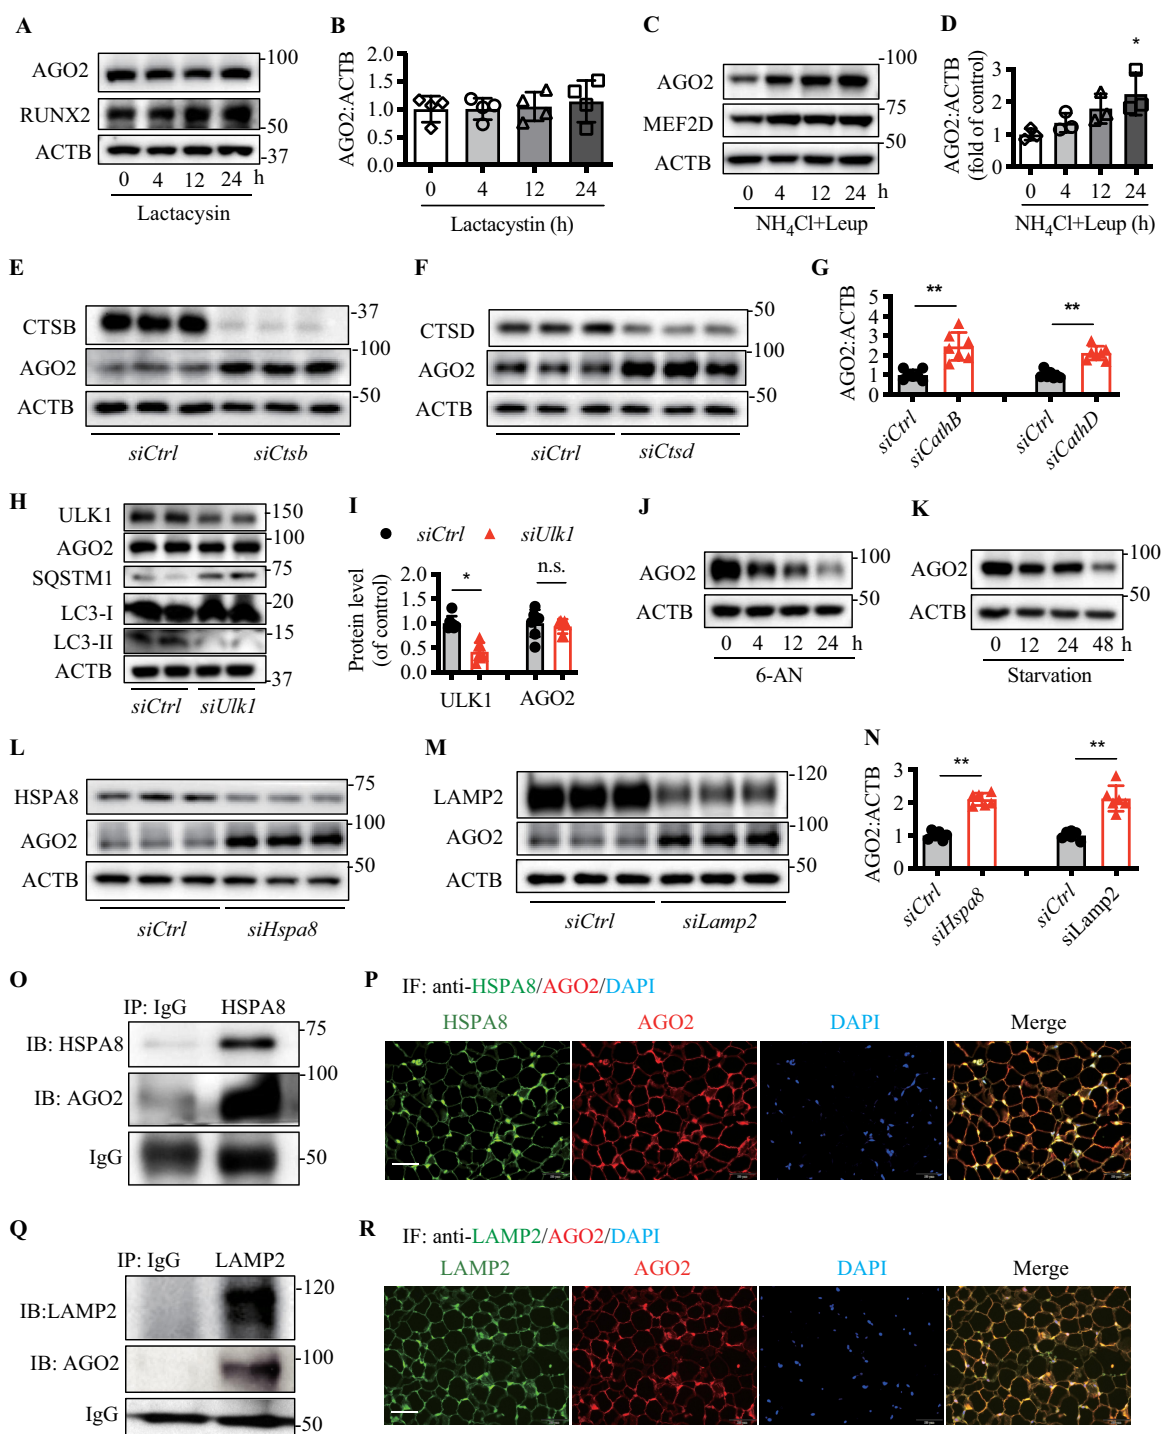 A
AGO2
RUNX2
ACTB
-100
-50
-37
0 4 12 24 h
Lactacysin
B
AGO2:ACTB
2.0
1.5
1.0
0.5
0.0
0 4 12 24
Lactacystin (h)
C
AGO2
MEF2D
ACTB
-100
-75
-50
0 4 12 24 h
NH4Cl+Leup
D
AGO2:ACTB
(fold of control)
4
3
2
1
0
*
0 4 12 24
NH4Cl+Leup (h)
E
CTSB
AGO2
ACTB
-37
-100
-50
siCtrl siCtsb
F
CTSD
AGO2
ACTB
50
-100
-50
siCtrl siCtsd
G
AGO2:ACTB
5
4
3
2
1
0
** **
siCtrl siCathB siCtrl siCathD
H
ULK1
AGO2
SQSTM1
LC3-I
LC3-II
ACTB
-150
-100
-75
-20
-15
-37
siCtrl siUlk1
I
siCtrl siUlk1
Protein level
(of control)
2.0
1.5
1.0
0.5
0.0
* n.s.
ULK1 AGO2
J
AGO2
ACTB
-100
-50
0 4 12 24 h
6-AN
K
AGO2
ACTB
-100
-50
0 12 24 48 h
Starvation
L
HSPA8
AGO2
ACTB
-75
-100
-50
siCtrl siHspa8
M
LAMP2
AGO2
ACTB
-120
-100
-50
siCtrl siLamp2
N
AGO2:ACTB
3
2
1
0
** **
siCtrl siHspa8 siCtrl siLamp2
O
IP: IgG HSPA8
IB: HSPA8
IB: AGO2
IgG
-75
-100
-50
P
IF: anti-HSPA8/AGO2/DAPI
HSPA8 AGO2 DAPI Merge
Q
IP: IgG LAMP2
IB:LAMP2
IB: AGO2
IgG
-120
-100
-50
R
IF: anti-LAMP2/AGO2/DAPI
LAMP2 AGO2 DAPI Merge